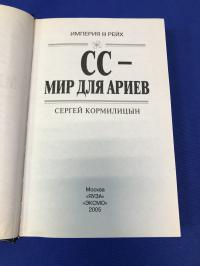 ИМПЕРИЯ III РЕЙХ
СС –
МИР ДЛЯ АРИЕВ
СЕРГЕЙ КОРМИЛИЦЫН
Москва
«ЯУЗА»
«ЭКСМО»
2005